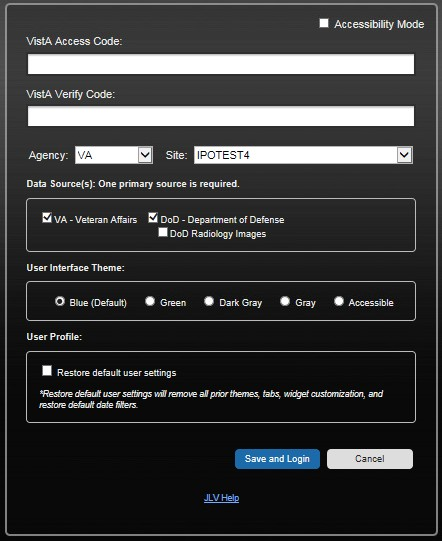 Accessibility Mode
VistA Access Code:
VistA Verify Code:
Agency: VA Site: IPOTEST4
Data Source(s): One primary source is required.
VA - Veteran Affairs DoD - Department of Defense
DoD Radiology Images
User Interface Theme:
Blue (Default) Green Dark Gray Gray Accessible
User Profile:
Restore default user settings
*Restore default user settings will remove all prior themes, tabs, widget customization, and
restore default date filters.
Save and Login Cancel
JLV Help